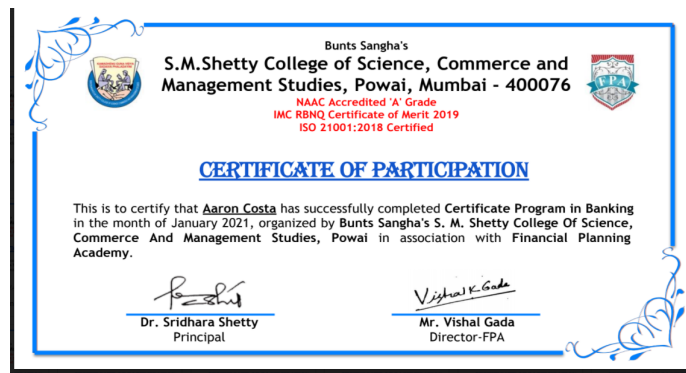 Bunts Sangha's
S.M.Shetty College of Science, Commerce and
Management Studies, Powai, Mumbai - 400076
NAAC Accredited 'A' Grade
IMC RBNQ Certificate of Merit 2019
ISO 21001:2018 Certified
FPA
CERTIFICATE OF PARTICIPATION
This is to certify that Aaron Costa has successfully completed Certificate Program in Banking
in the month of January 2021, organized by Bunts Sangha's S. M. Shetty College Of Science,
Commerce And Management Studies, Powai in association with Financial Planning
Academy.
Vishal K Gada
Dr. Sridhara Shetty
Principal
Mr. Vishal Gada
Director-FPA